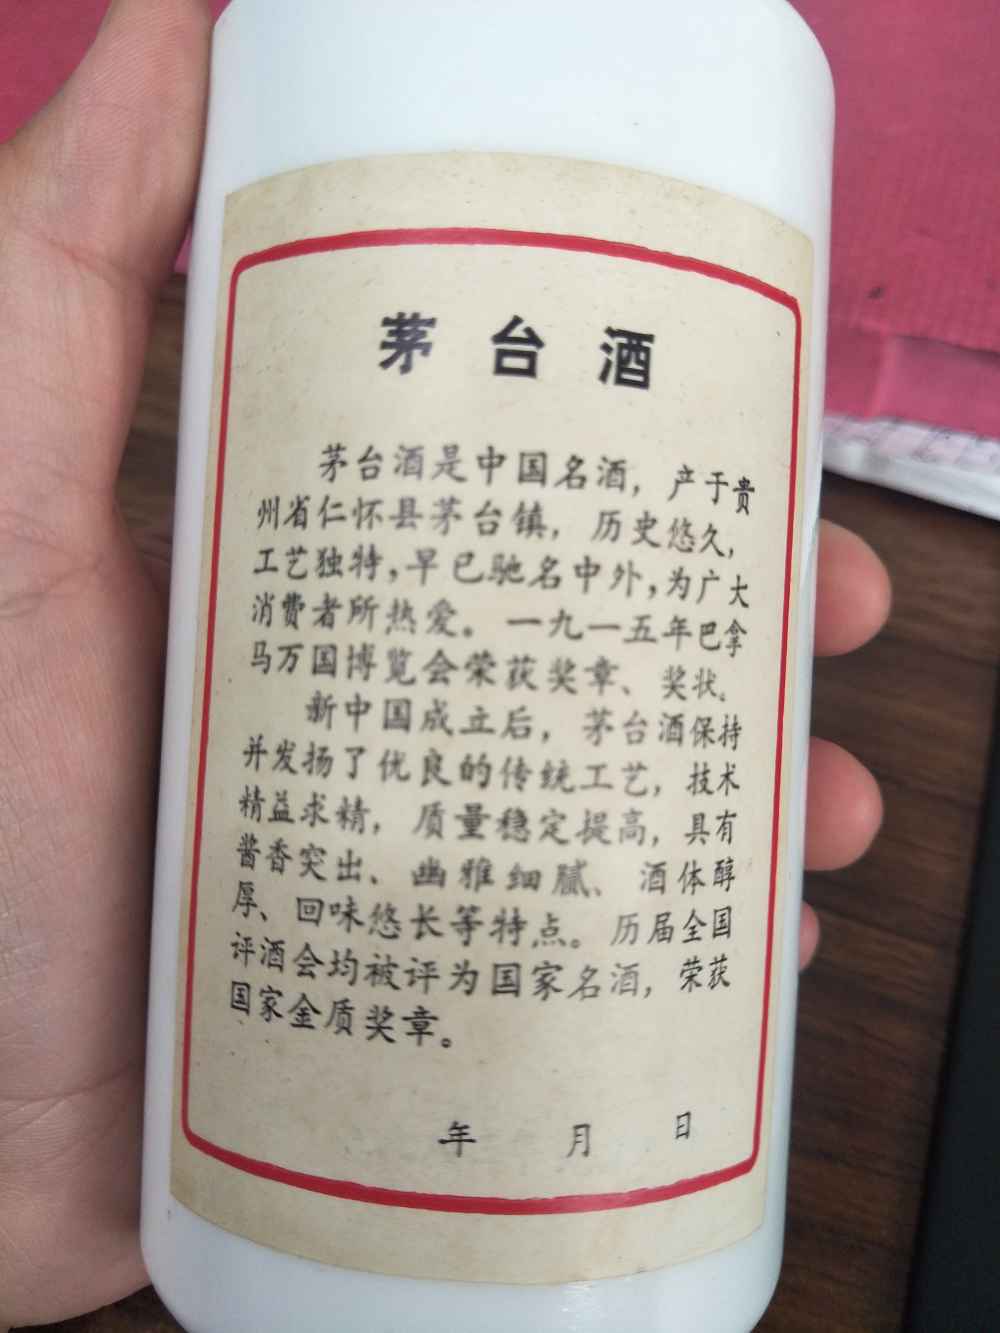 茅台酒
茅台酒是中国名酒，产于贵
州省仁怀县茅台镇，历史悠久，
工艺独特，早已驰名中外，为广大
消费者所热爱。一九一五年巴拿
马万国博览会荣获奖章、奖状。
新中国成立后，茅台酒保持
并发扬了优良的传统工艺，技术
精益求精，质量稳定提高，具有
酱香突出、幽雅细腻、酒体醇
厚、回味悠长等特点。历届全国
评酒会均被评为国家名酒，荣获
国家金质奖章。
年 月 日